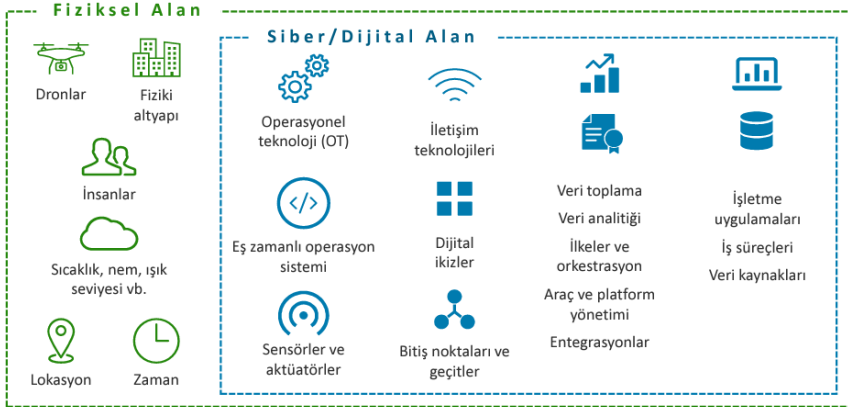 Fiziksel Alan
Siber/Dijital Alan
Dronlar
Fiziki
altyapı
İnsanlar
Sıcaklık, nem, ışık
seviyesi vb.
Lokasyon
Zaman
Operasyonel
teknoloji (OT)
Eş zamanlı operasyon
sistemi
Sensörler ve
aktüatörler
İletişim
teknolojileri
Dijital
ikizler
Bitiş noktaları ve
geçitler
Veri toplama
Veri analitiği
İlkeler ve
orkestrasyon
Araç ve platform
yönetimi
Entegrasyonlar
İşletme
uygulamaları
İş süreçleri
Veri kaynakları